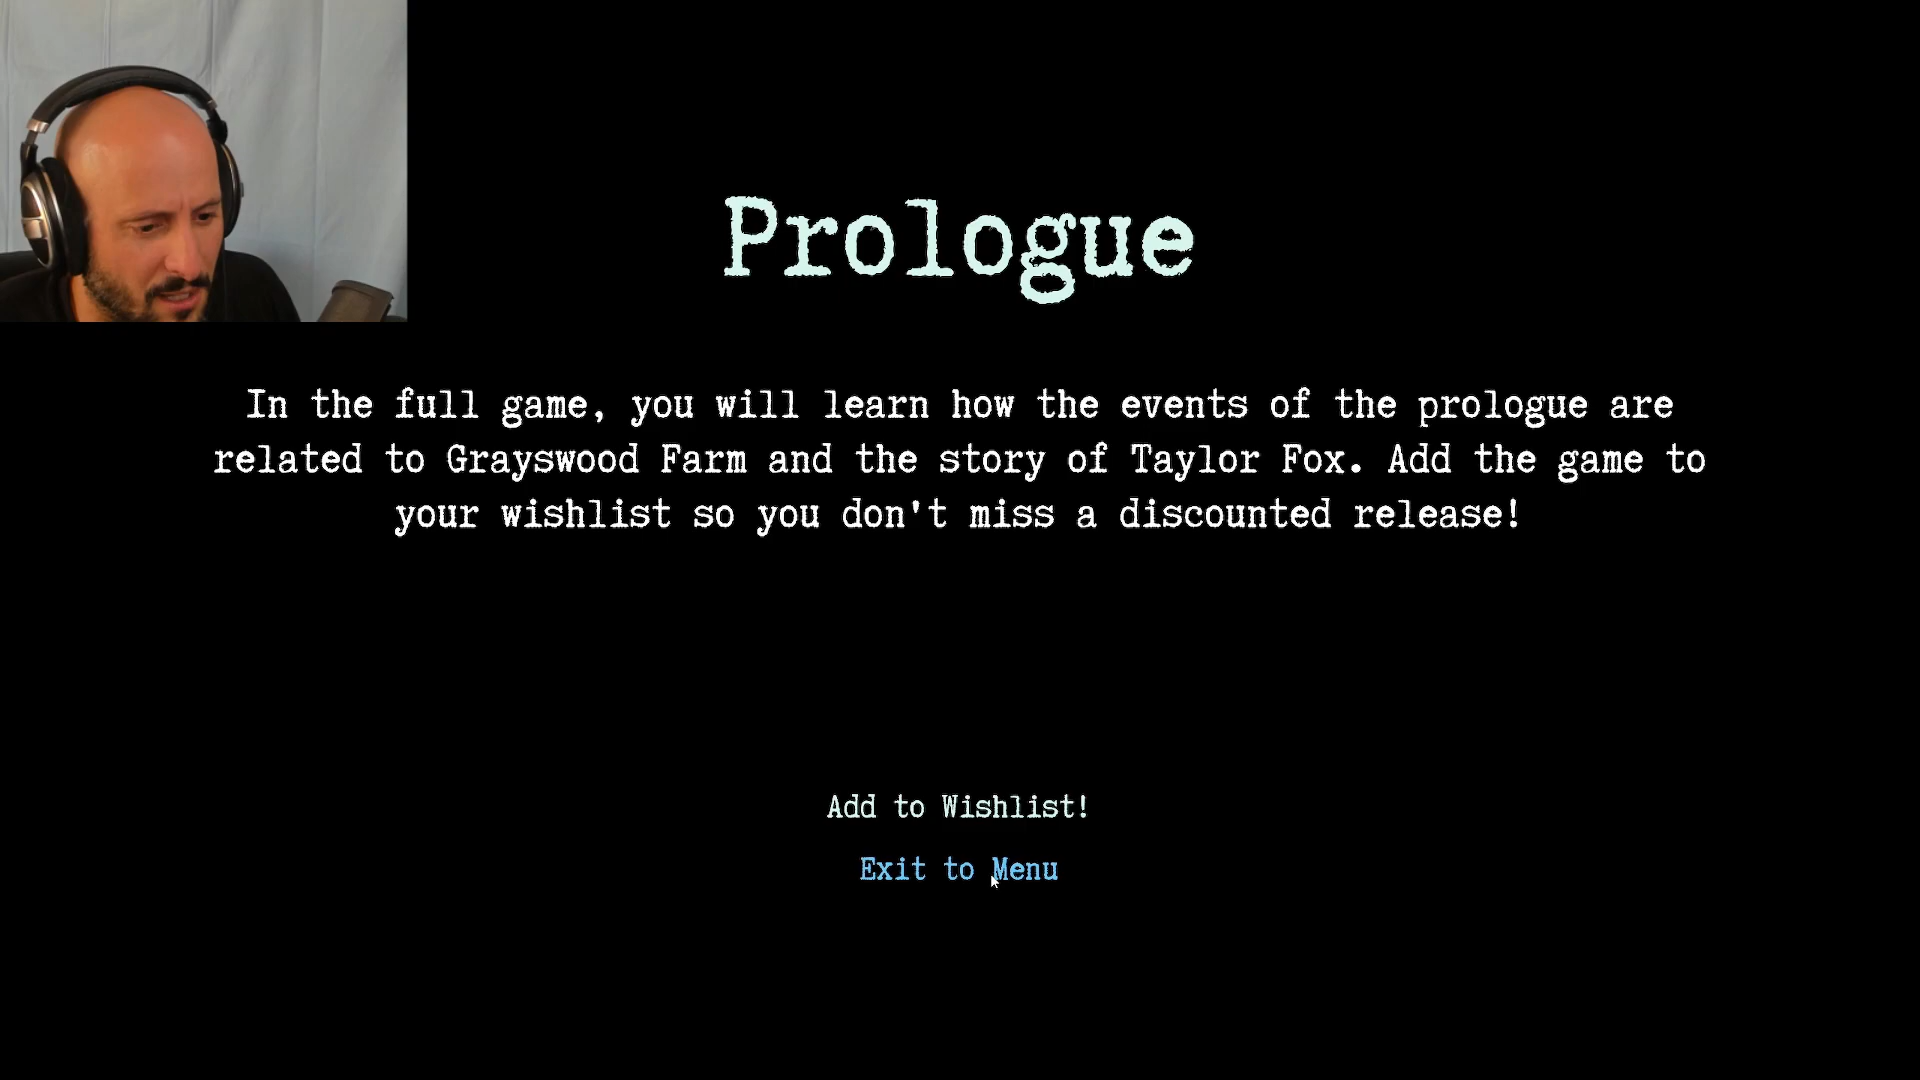 Prologue
In the full game, you will learn how the events of the prologue are
related to Grayswood Farm and the story of Taylor Fox. Add the game to
your wishlist so you don't miss a discounted release!
Add to Wishlist!
Exit to Menu